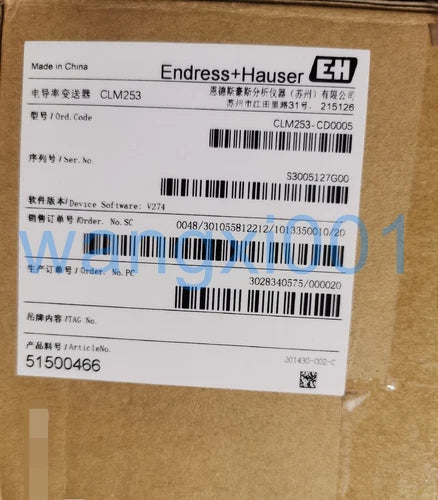 Made in China
Endress+Hauser EH
电导率变送器 CLM253
恩德斯豪斯分析仪器（苏州）有限公司
苏州市江田里路31号, 215126
型号/Ord.Code
CLM253-CD0005
序列号/Ser.No
S3005127G00
软件版本/Device Software: V274
销售订单号/Order. No.SC
0048/301055812212/1013350010/20
wangxi001
生产订单号/Order. No.PC
3028340575/000020
吊牌内容/TAG No.
产品料号/ArticleNo.
51500466
201430-002-C